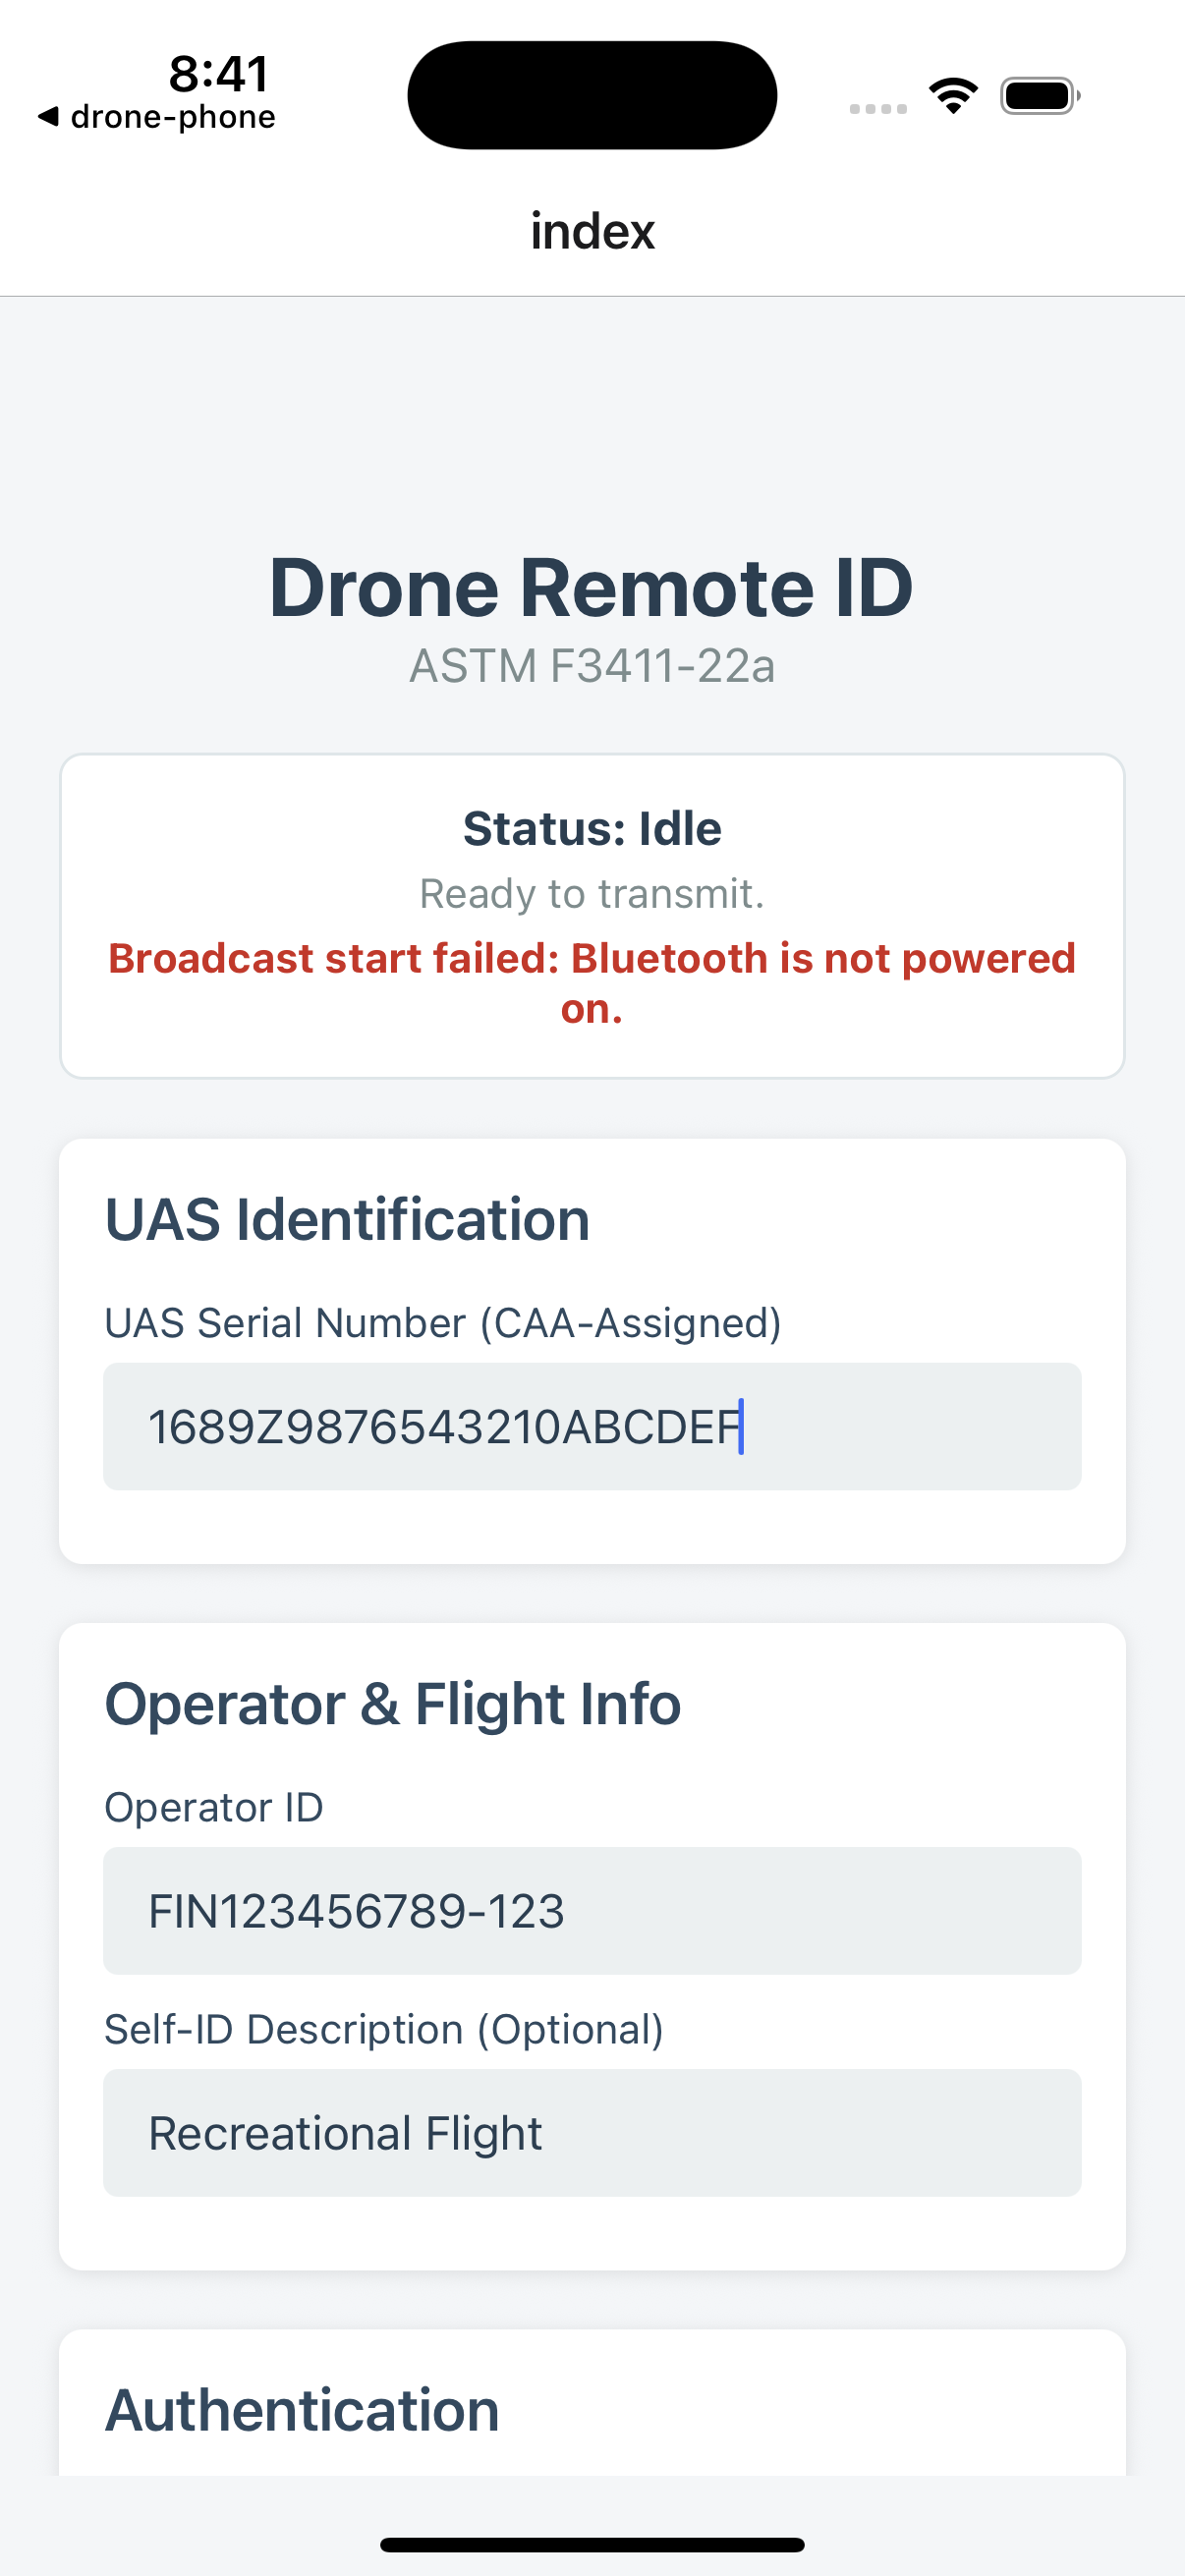 8:41
◀ drone-phone
index
Drone Remote ID
ASTM F3411-22a
Status: Idle
Ready to transmit.
Broadcast start failed: Bluetooth is not powered
on.
UAS Identification
UAS Serial Number (CAA-Assigned)
1689Z9876543210ABCDEF
Operator & Flight Info
Operator ID
FIN123456789-123
Self-ID Description (Optional)
Recreational Flight
Authentication